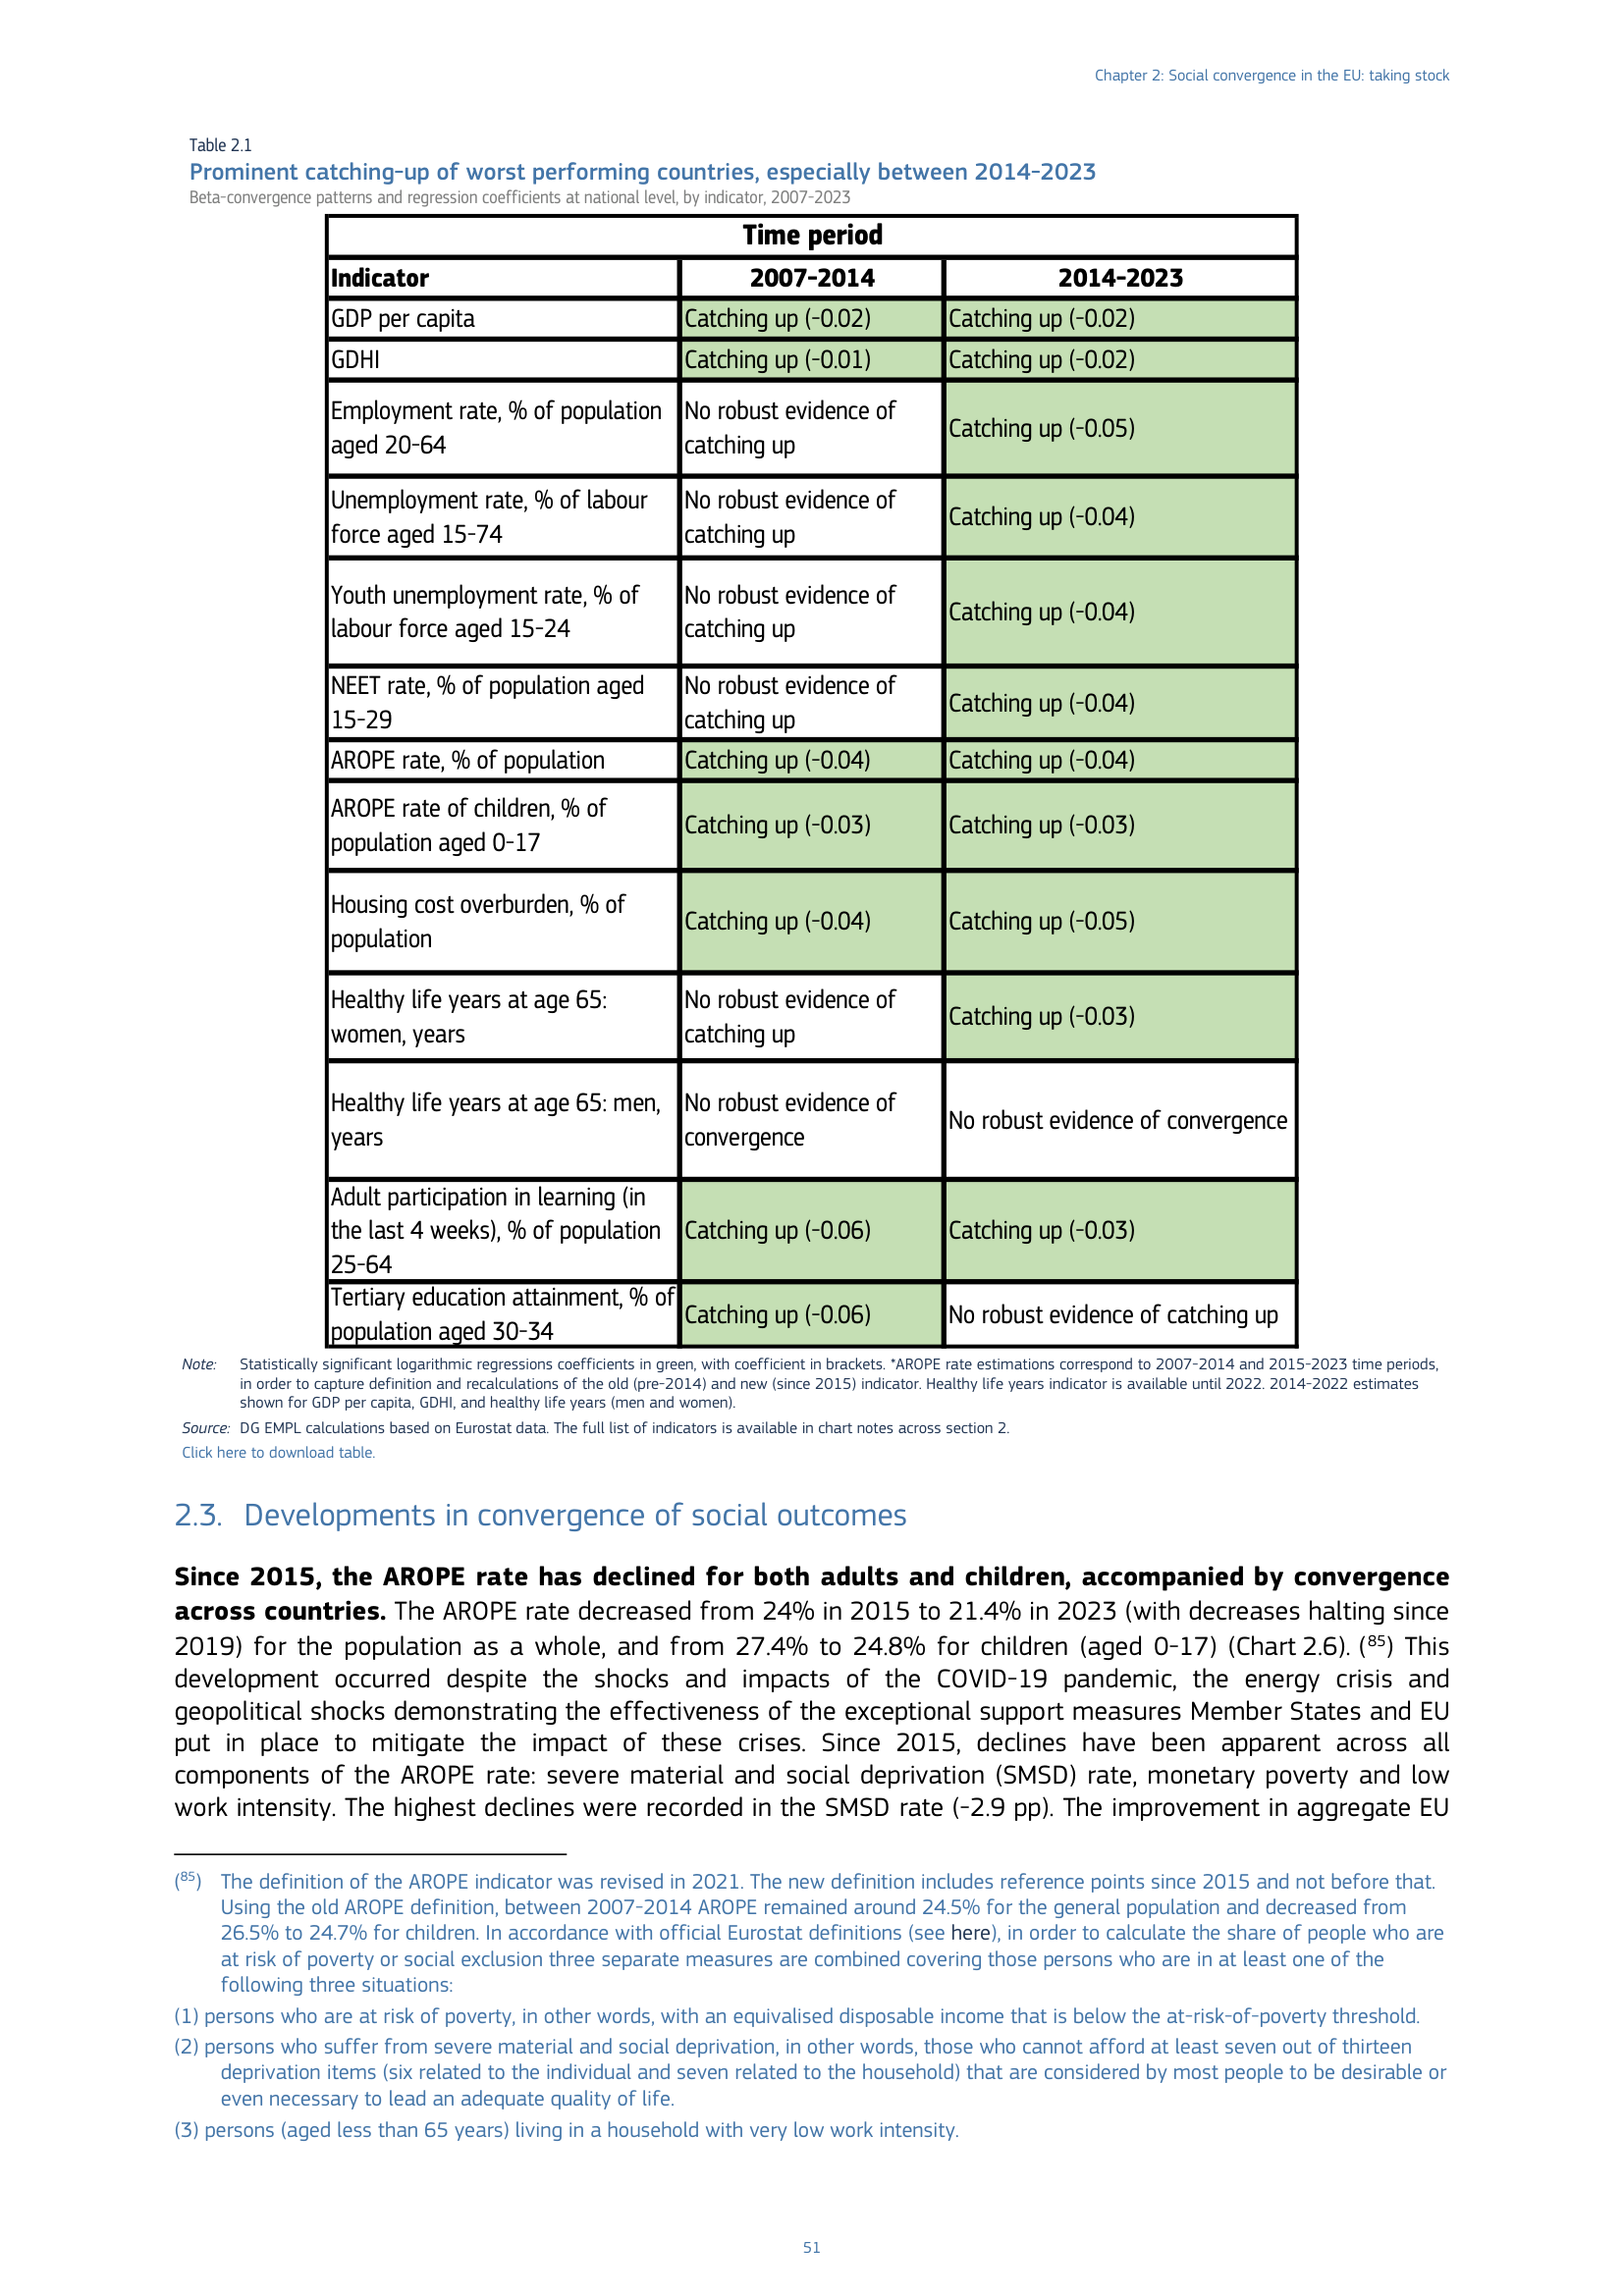 Chapter 2: Social convergence in the EU: taking stock
Table 2.1
Prominent catching-up of worst performing countries, especially between 2014-2023
Beta-convergence patterns and regression coefficients at national level, by indicator, 2007-2023
Time period
Indicator 2007-2014 2014-2023
GDP per capita Catching up (-0.02) Catching up (-0.02)
GDHI Catching up (-0.01) Catching up (-0.02)
Employment rate, % of population
aged 20-64
No robust evidence of
catching up
Catching up (-0.05)
Unemployment rate, % of labour
force aged 15-74
No robust evidence of
catching up
Catching up (-0.04)
Youth unemployment rate, % of
labour force aged 15-24
No robust evidence of
catching up
Catching up (-0.04)
NEET rate, % of population aged
15-29
No robust evidence of
catching up
Catching up (-0.04)
AROPE rate, % of population Catching up (-0.04) Catching up (-0.04)
AROPE rate of children, % of
population aged 0-17
Catching up (-0.03)
Catching up (-0.03)
Housing cost overburden, % of
population
Catching up (-0.04)
Catching up (-0.05)
Healthy life years at age 65:
women, years
No robust evidence of
catching up
Catching up (-0.03)
Healthy life years at age 65: men,
years
No robust evidence of
convergence
No robust evidence of convergence
Adult participation in learning (in
the last 4 weeks), % of population
25-64
Catching up (-0.06)
Catching up (-0.03)
Tertiary education attainment, % of
population aged 30-34
Catching up (-0.06)
No robust evidence of catching up
Note: Statistically significant logarithmic regressions coefficients in green, with coefficient in brackets. *AROPE rate estimations correspond to 2007-2014 and 2015-2023 time periods,
in order to capture definition and recalculations of the old (pre-2014) and new (since 2015) indicator. Healthy life years indicator is available until 2022. 2014-2022 estimates
shown for GDP per capita, GDHI, and healthy life years (men and women).
Source: DG EMPL calculations based on Eurostat data. The full list of indicators is available in chart notes across section 2.
Click here to download table.
2.3. Developments in convergence of social outcomes
Since 2015, the AROPE rate has declined for both adults and children, accompanied by convergence
across countries. The AROPE rate decreased from 24% in 2015 to 21.4% in 2023 (with decreases halting since
2019) for the population as a whole, and from 27.4% to 24.8% for children (aged 0-17) (Chart 2.6). (85) This
development occurred despite the shocks and impacts of the COVID-19 pandemic, the energy crisis and
geopolitical shocks demonstrating the effectiveness of the exceptional support measures Member States and EU
put in place to mitigate the impact of these crises. Since 2015, declines have been apparent across all
components of the AROPE rate: severe material and social deprivation (SMSD) rate, monetary poverty and low
work intensity. The highest declines were recorded in the SMSD rate (-2.9 pp). The improvement in aggregate EU
(85) The definition of the AROPE indicator was revised in 2021. The new definition includes reference points since 2015 and not before that.
Using the old AROPE definition, between 2007-2014 AROPE remained around 24.5% for the general population and decreased from
26.5% to 24.7% for children. In accordance with official Eurostat definitions (see here), in order to calculate the share of people who are
at risk of poverty or social exclusion three separate measures are combined covering those persons who are in at least one of the
following three situations:
(1) persons who are at risk of poverty, in other words, with an equivalised disposable income that is below the at-risk-of-poverty threshold.
(2) persons who suffer from severe material and social deprivation, in other words, those who cannot afford at least seven out of thirteen
deprivation items (six related to the individual and seven related to the household) that are considered by most people to be desirable or
even necessary to lead an adequate quality of life.
(3) persons (aged less than 65 years) living in a household with very low work intensity.
51